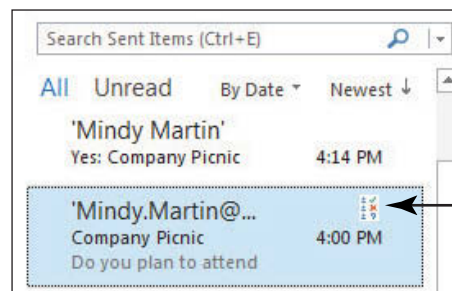 Search Sent Items (Ctrl+E)
All Unread By Date Newest ↓
'Mindy Martin'
Yes: Company Picnic 4:14 PM
'Mindy.Martin@...
Company Picnic 4:00 PM
Do you plan to attend